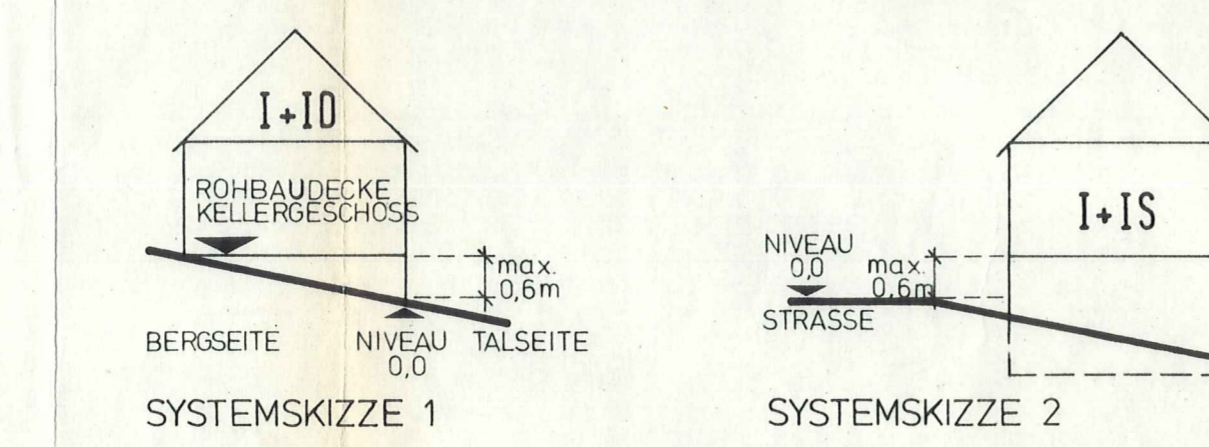 I+ID
ROHBAUDECKE
KELLERGESCHOSS
max.
0,6m
BERGSEITE
NIVEAU
0,0
TALSEITE
SYSTEMSKIZZE 1
I+IS
NIVEAU
0,0
max.
0,6m
STRASSE
SYSTEMSKIZZE 2